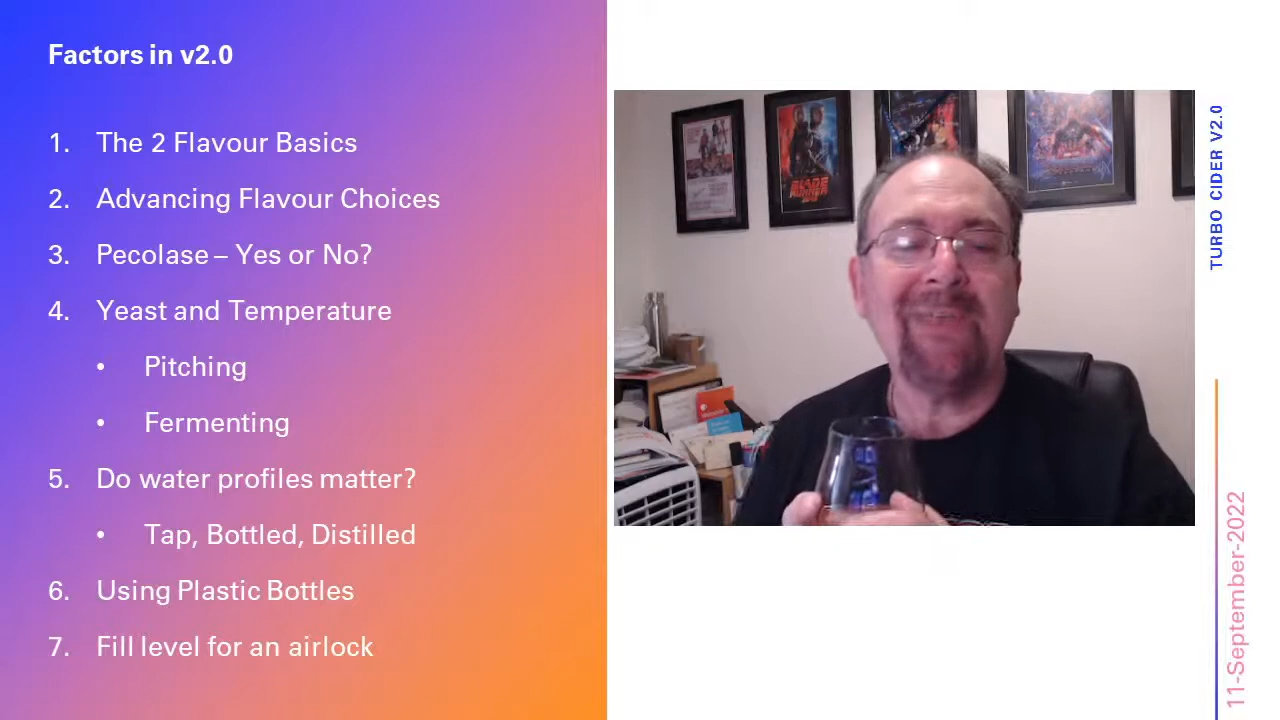 Factors in v2.0
1. The 2 Flavour Basics
2. Advancing Flavour Choices
3. Pecolase – Yes or No?
4. Yeast and Temperature
• Pitching
• Fermenting
5. Do water profiles matter?
• Tap, Bottled, Distilled
6. Using Plastic Bottles
7. Fill level for an airlock
BLADE
TURBO CIDER V2.0
11-September-2022